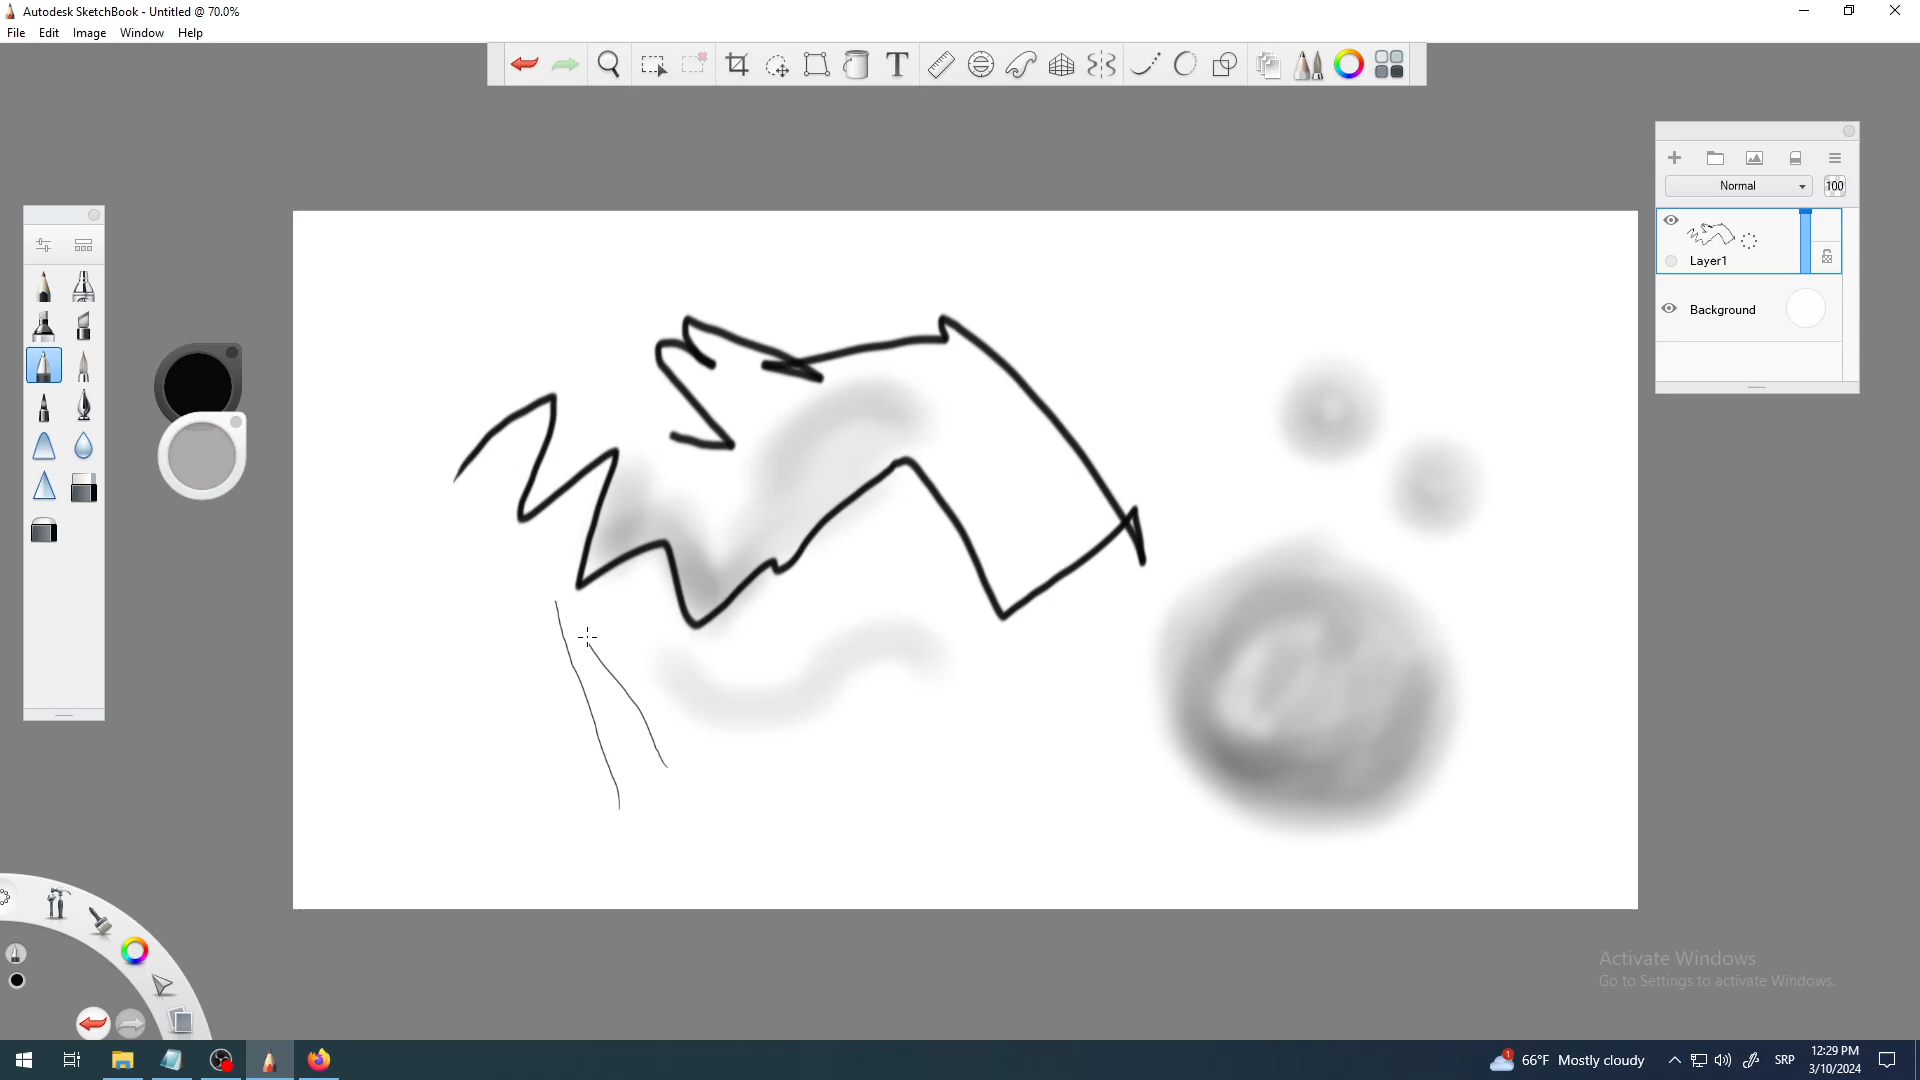 Autodesk SketchBook - Untitled @ 70.0%
File Edit Image Window Help
T
Normal 100
Layer1
Background
Activate Windows
Go to Settings to activate Windows.
1 66°F Mostly cloudy SRP 12:29 PM
3/10/2024